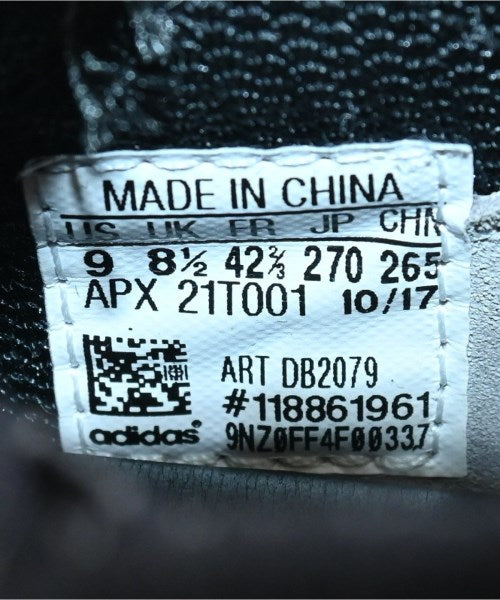 MADE IN CHINA
US UK FR JP CHN
9 8½ 42⅔ 270 265
APX 21T001 10/17
ART DB2079
#118861961
adidas® 9NZ0FF4F00337